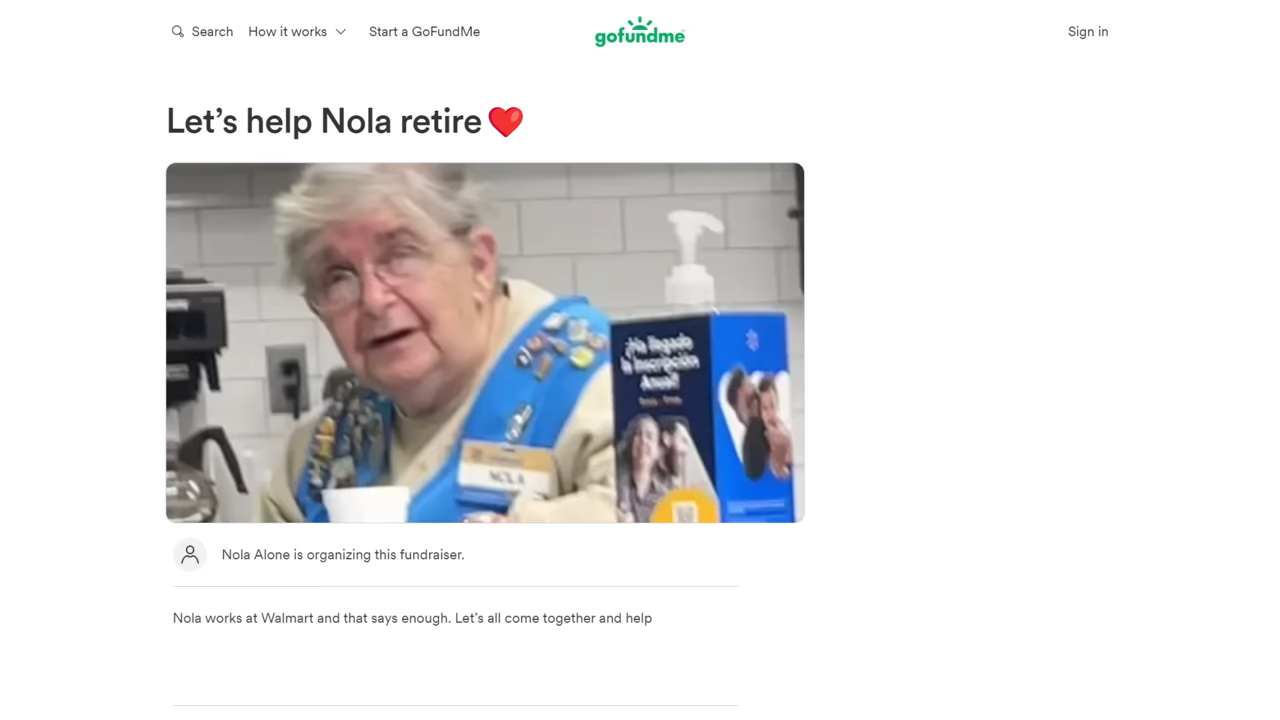 Search How it works Start a GoFundMe gofundme Sign in
Let’s help Nola retire ❤️
¡Ha llegado
la Inscripción
Anual!
NOLA
Nola Alone is organizing this fundraiser.
Nola works at Walmart and that says enough. Let’s all come together and help